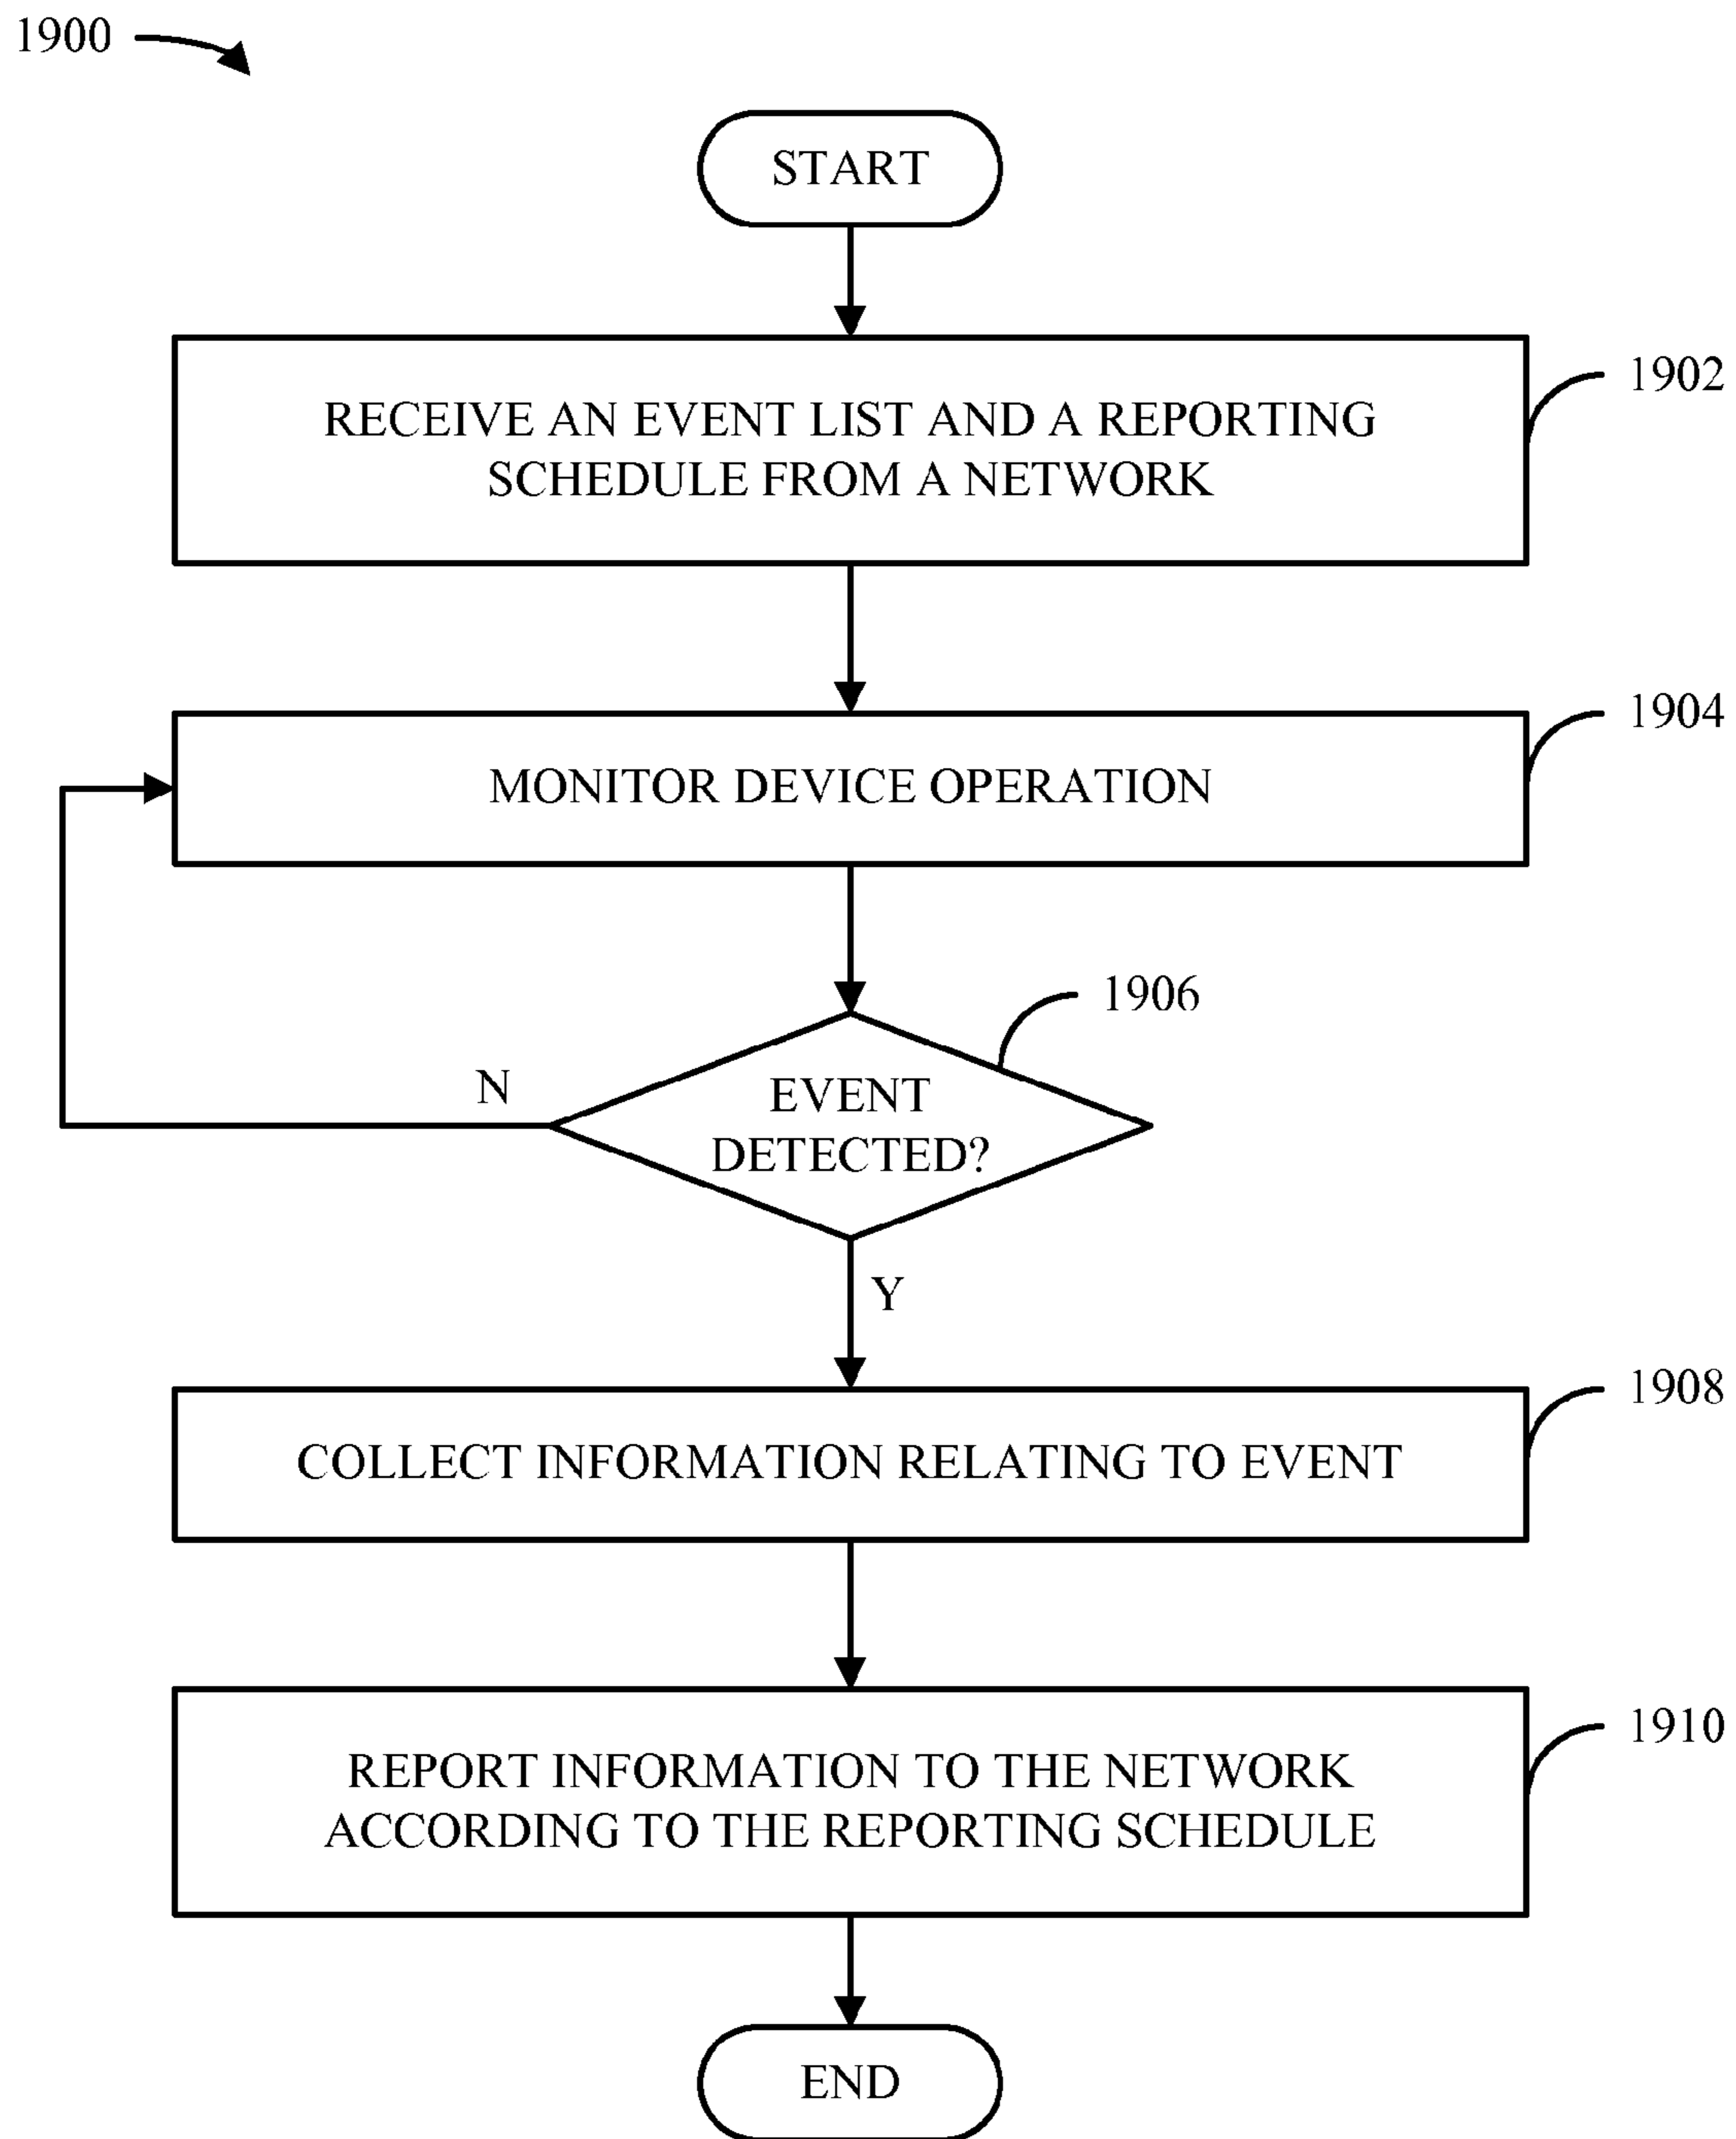 1900
START
RECEIVE AN EVENT LIST AND A REPORTING
SCHEDULE FROM A NETWORK
1902
MONITOR DEVICE OPERATION
1904
EVENT
DETECTED?
1906
N
Y
COLLECT INFORMATION RELATING TO EVENT
1908
REPORT INFORMATION TO THE NETWORK
ACCORDING TO THE REPORTING SCHEDULE
1910
END